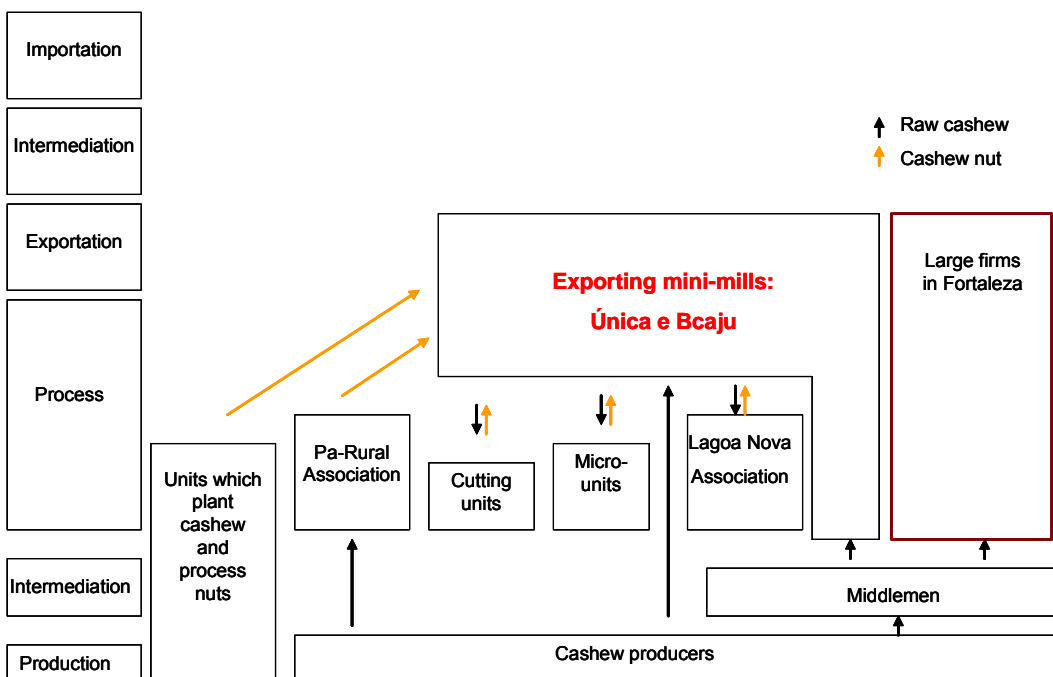 Importation
Intermediation
Exportation
Process
Intermediation
Production
Raw cashew
Cashew nut
Exporting mini-mills:
Única e Bcaju
Large firms
in Fortaleza
Units which
plant
cashew
and
process
nuts
Pa-Rural
Association
Cutting
units
Micro-
units
Lagoa Nova
Association
Middlemen
Cashew producers